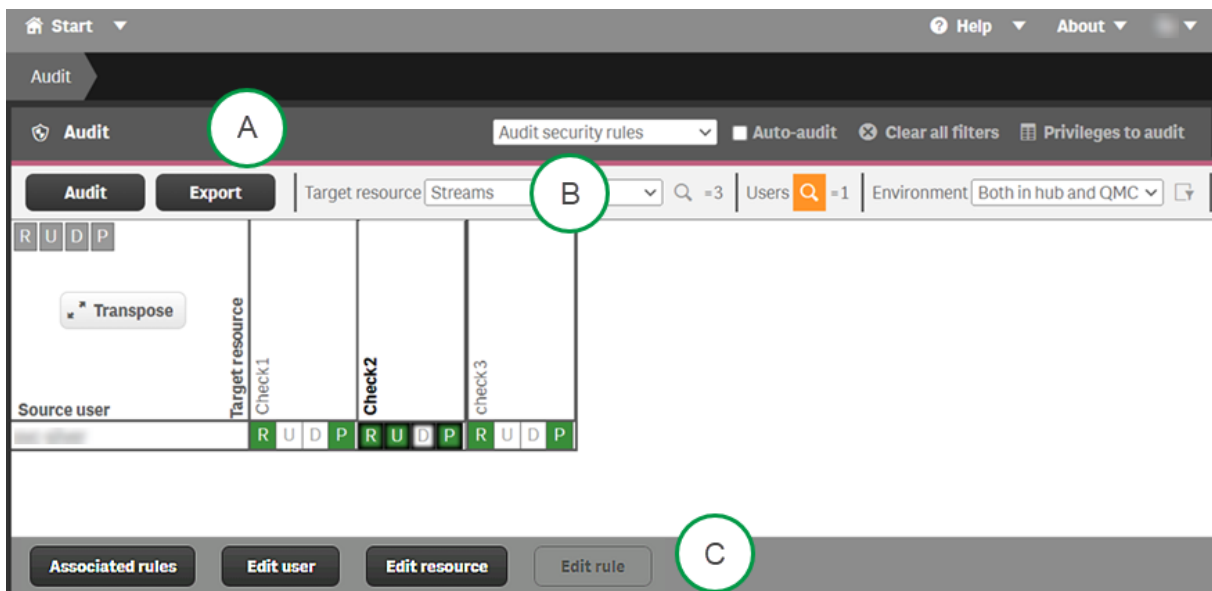 Start Help About
Audit
A
Audit Audit security rules Auto-audit Clear all filters Privileges to audit
Audit Export Target resource Streams B =3 Users =1 Environment Both in hub and QMC
R U D P
Transpose
Target resource
Check1
Check2
check3
Source user
R U D P R U D P R U D P
Associated rules Edit user Edit resource Edit rule C